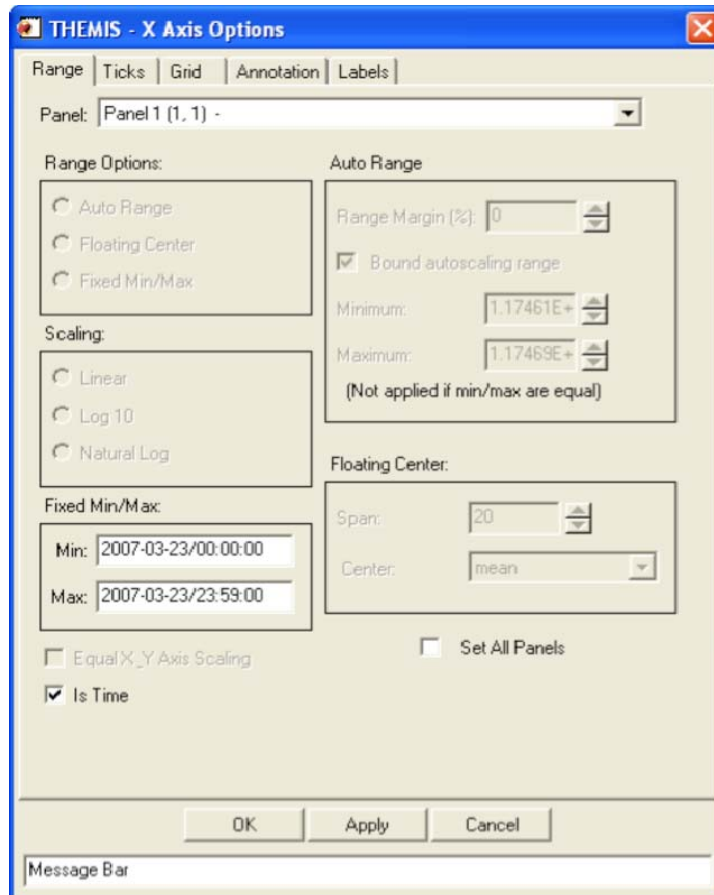 THEMIS - X Axis Options
Range Ticks Grid Annotation Labels
Panel: Panel 1 (1, 1) -
Range Options:
Auto Range
Floating Center
Fixed Min/Max
Scaling:
Linear
Log 10
Natural Log
Fixed Min/Max:
Min: 2007-03-23/00:00:00
Max: 2007-03-23/23:59:00
Equal X_Y Axis Scaling
Is Time
Auto Range
Range Margin (%): 0
Bound autoscaling range
Minimum: 1.17461E+
Maximum: 1.17469E+
(Not applied if min/max are equal)
Floating Center:
Span: 20
Center: mean
Set All Panels
OK Apply Cancel
Message Bar